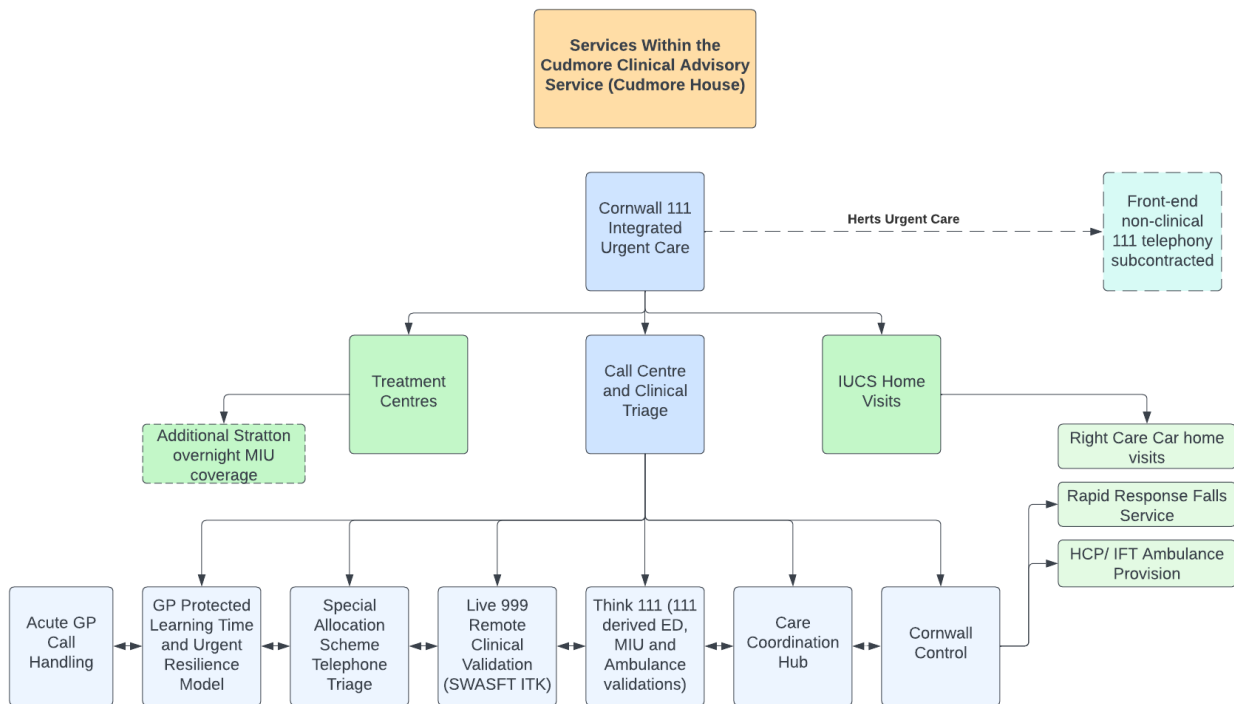 Services Within the
Cudmore Clinical Advisory
Service (Cudmore House)
Cornwall 111
Integrated
Urgent Care
Herts Urgent Care
Front-end
non-clinical
111 telephony
subcontracted
Treatment
Centres
Call Centre
and Clinical
Triage
IUCS Home
Visits
Additional Stratton
overnight MIU
coverage
Right Care Car home
visits
Rapid Response Falls
Service
HCP/ IFT Ambulance
Provision
Acute GP
Call
Handling
GP Protected
Learning Time
and Urgent
Resilience
Model
Special
Allocation
Scheme
Telephone
Triage
Live 999
Remote
Clinical
Validation
(SWASFT ITK)
Think 111 (111
derived ED,
MIU and
Ambulance
validations)
Care
Coordination
Hub
Cornwall
Control